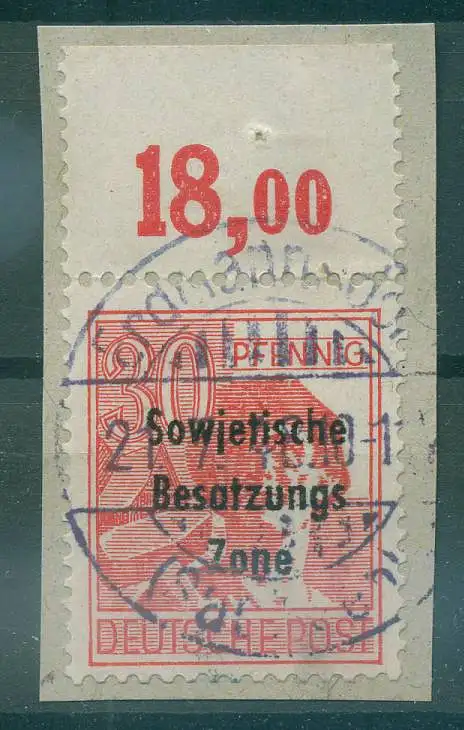 18,00
30 PFENNIG
Sowjetische
Besatzungs
Zone
DEUTSCHE POST